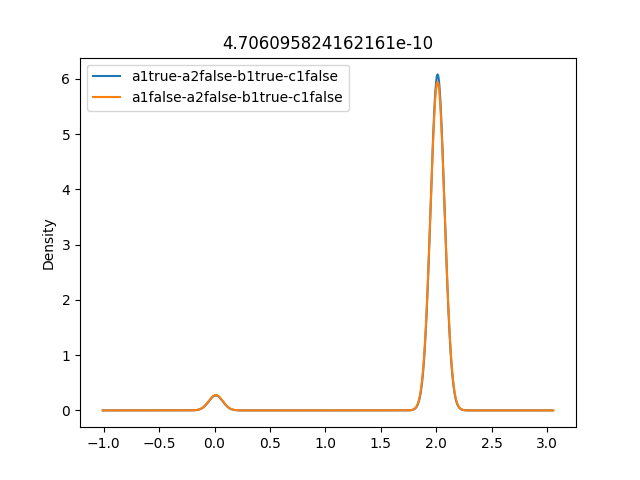 4.706095824162161e-10
a1true-a2false-b1true-c1false
a1false-a2false-b1true-c1false
Density
6
5
4
3
2
1
0
−1.0 −0.5 0.0 0.5 1.0 1.5 2.0 2.5 3.0